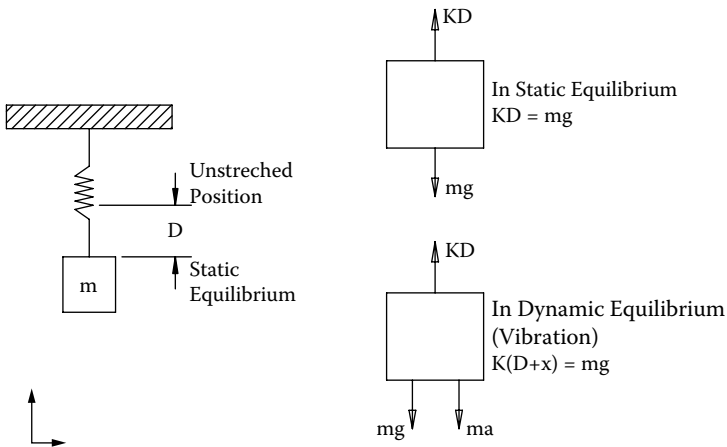 KD
In Static Equilibrium
KD = mg
mg
Unstreched
Position
D
Static
Equilibrium
m
KD
In Dynamic Equilibrium
(Vibration)
K(D+x) = mg
mg
ma